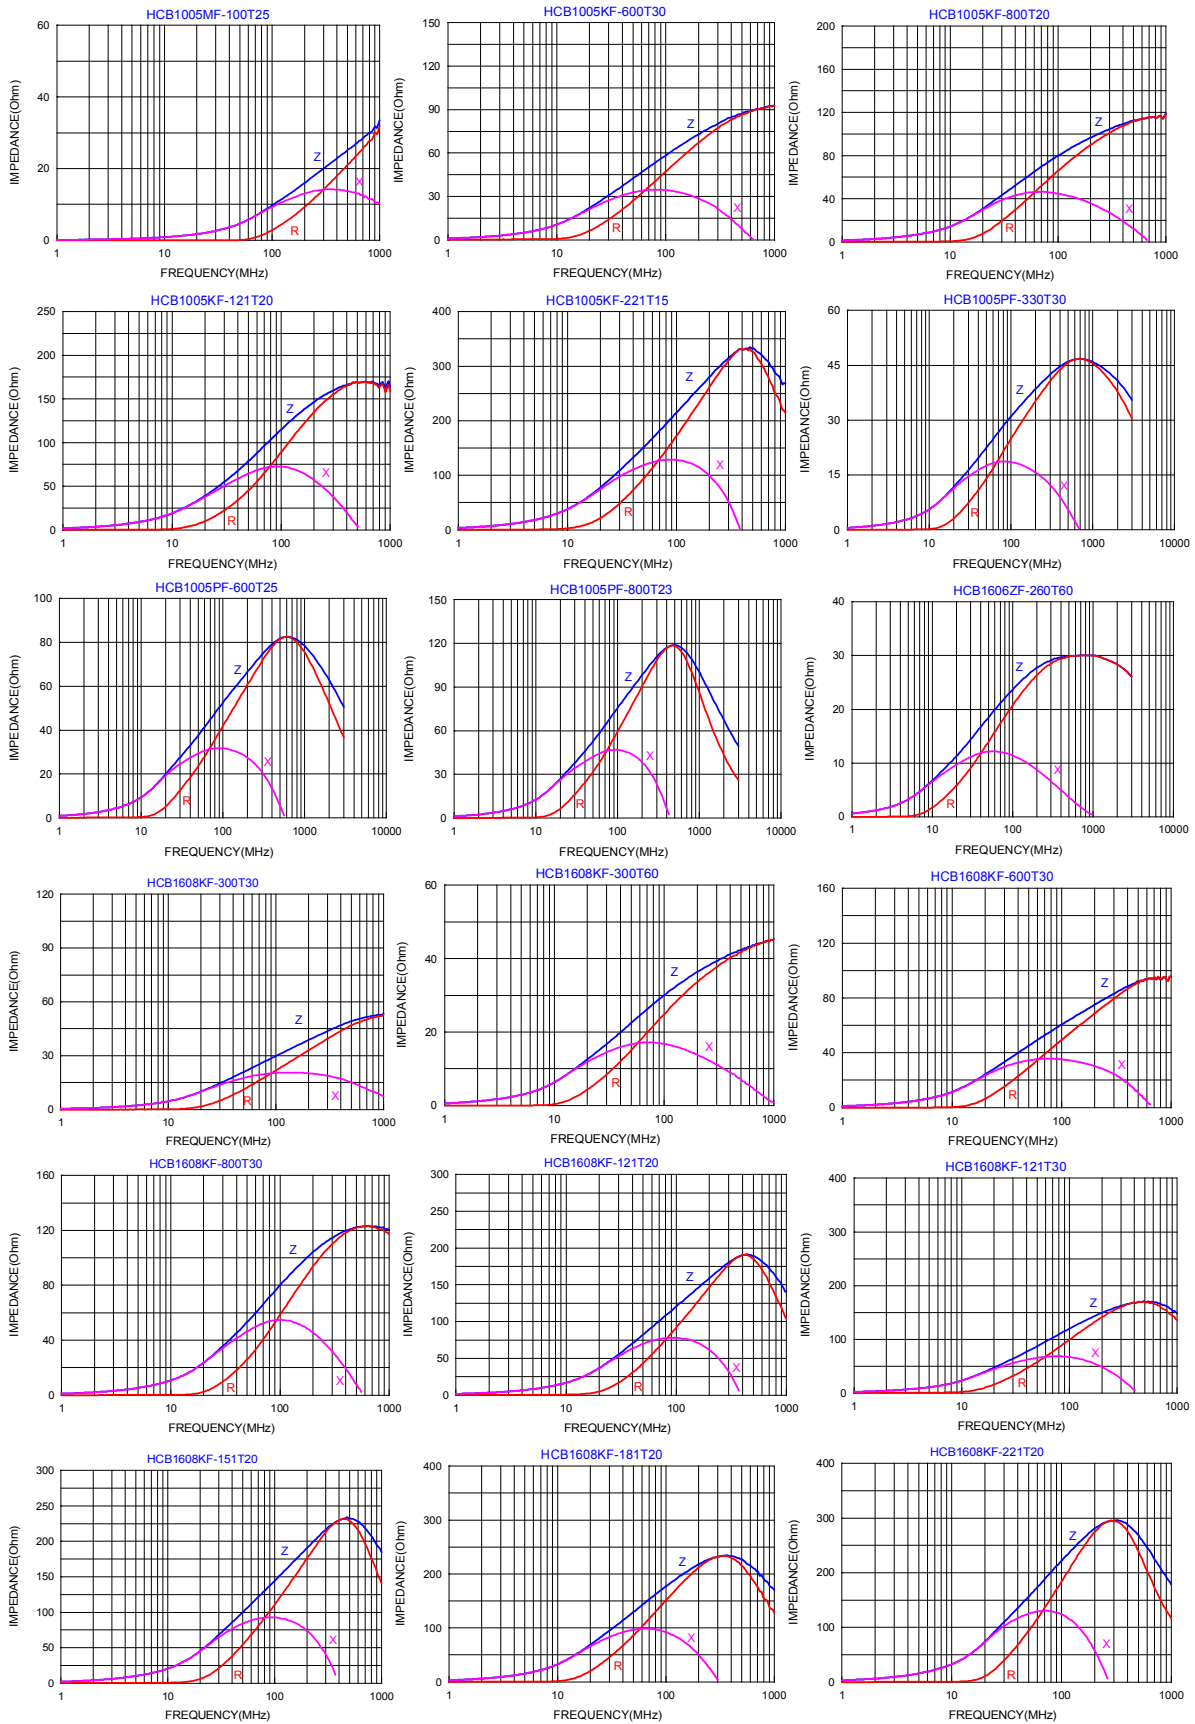 HCB1005MF-100T25
60
40
20
0
1 10 100 1000
IMPEDANCE(Ohm)
FREQUENCY(MHz)
Z
X
R
HCB1005KF-600T30
150
120
90
60
30
0
1 10 100 1000
IMPEDANCE(Ohm)
FREQUENCY(MHz)
Z
X
R
HCB1005KF-800T20
200
160
120
80
40
0
1 10 100 1000
IMPEDANCE(Ohm)
FREQUENCY(MHz)
Z
X
R
HCB1005KF-121T20
250
200
150
100
50
0
1 10 100 1000
IMPEDANCE(Ohm)
FREQUENCY(MHz)
Z
X
R
HCB1005KF-221T15
400
300
200
100
0
1 10 100 1000
IMPEDANCE(Ohm)
FREQUENCY(MHz)
Z
X
R
HCB1005PF-330T30
60
45
30
15
0
1 10 100 1000 10000
IMPEDANCE(Ohm)
FREQUENCY(MHz)
Z
X
R
HCB1005PF-600T25
100
80
60
40
20
0
1 10 100 1000 10000
IMPEDANCE(Ohm)
FREQUENCY(MHz)
Z
X
R
HCB1005PF-800T23
150
120
90
60
30
0
1 10 100 1000 10000
IMPEDANCE(Ohm)
FREQUENCY(MHz)
Z
X
R
HCB1606ZF-260T60
40
30
20
10
0
1 10 100 1000 10000
IMPEDANCE(Ohm)
FREQUENCY(MHz)
Z
X
R
HCB1608KF-300T30
120
90
60
30
0
1 10 100 1000
IMPEDANCE(Ohm)
FREQUENCY(MHz)
Z
X
R
HCB1608KF-300T60
60
40
20
0
1 10 100 1000
IMPEDANCE(Ohm)
FREQUENCY(MHz)
Z
X
R
HCB1608KF-600T30
160
120
80
40
0
1 10 100 1000
IMPEDANCE(Ohm)
FREQUENCY(MHz)
Z
X
R
HCB1608KF-800T30
160
120
80
40
0
1 10 100 1000
IMPEDANCE(Ohm)
FREQUENCY(MHz)
Z
X
R
HCB1608KF-121T20
300
250
200
150
100
50
0
1 10 100 1000
IMPEDANCE(Ohm)
FREQUENCY(MHz)
Z
X
R
HCB1608KF-121T30
400
300
200
100
0
1 10 100 1000
IMPEDANCE(Ohm)
FREQUENCY(MHz)
Z
X
R
HCB1608KF-151T20
300
250
200
150
100
50
0
1 10 100 1000
IMPEDANCE(Ohm)
FREQUENCY(MHz)
Z
X
R
HCB1608KF-181T20
400
300
200
100
0
1 10 100 1000
IMPEDANCE(Ohm)
FREQUENCY(MHz)
Z
X
R
HCB1608KF-221T20
400
300
200
100
0
1 10 100 1000
IMPEDANCE(Ohm)
FREQUENCY(MHz)
Z
X
R